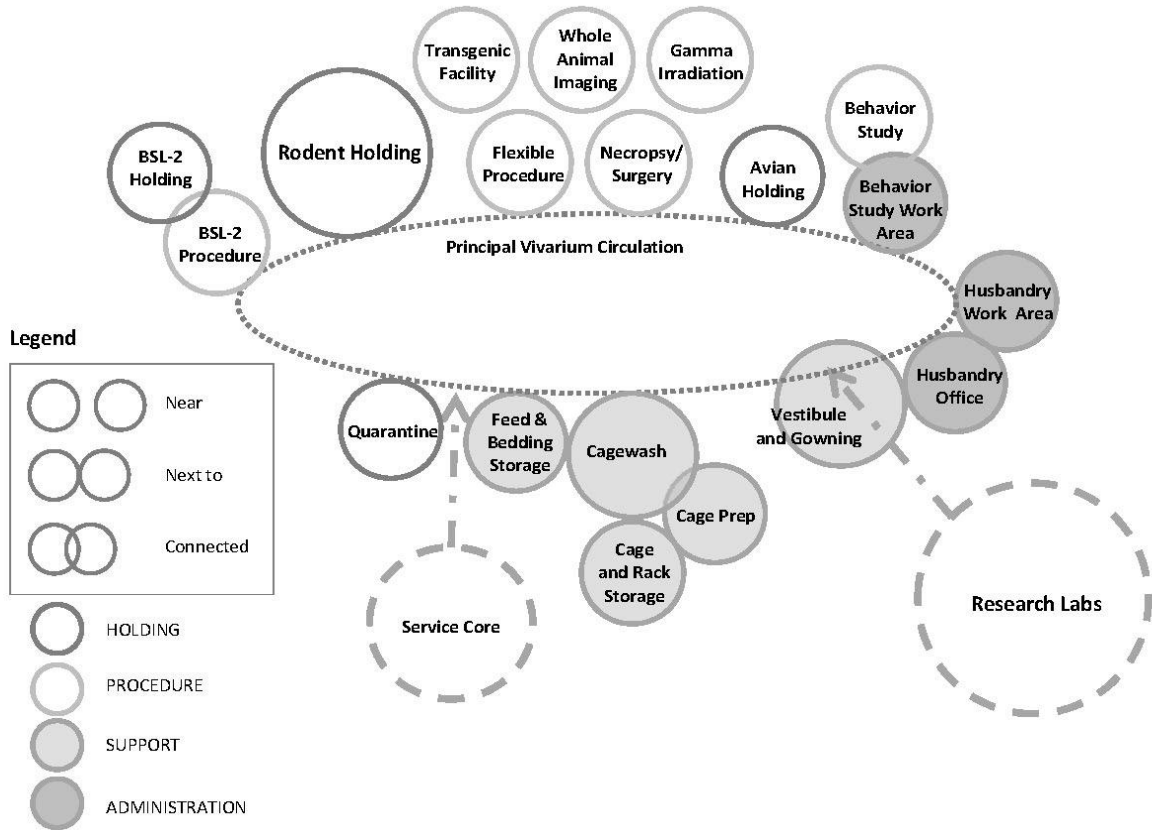 Transgenic
Facility
Whole
Animal
Imaging
Gamma
Irradiation
Behavior
Study
BSL-2
Holding
Rodent Holding
Flexible
Procedure
Necropsy/
Surgery
Avian
Holding
Behavior
Study Work
Area
BSL-2
Procedure
Principal Vivarium Circulation
Husbandry
Work Area
Husbandry
Office
Vestibule
and Gowning
Quarantine
Feed &
Bedding
Storage
Cagewash
Cage Prep
Cage
and Rack
Storage
Service Core
Research Labs
Legend
Near
Next to
Connected
HOLDING
PROCEDURE
SUPPORT
ADMINISTRATION